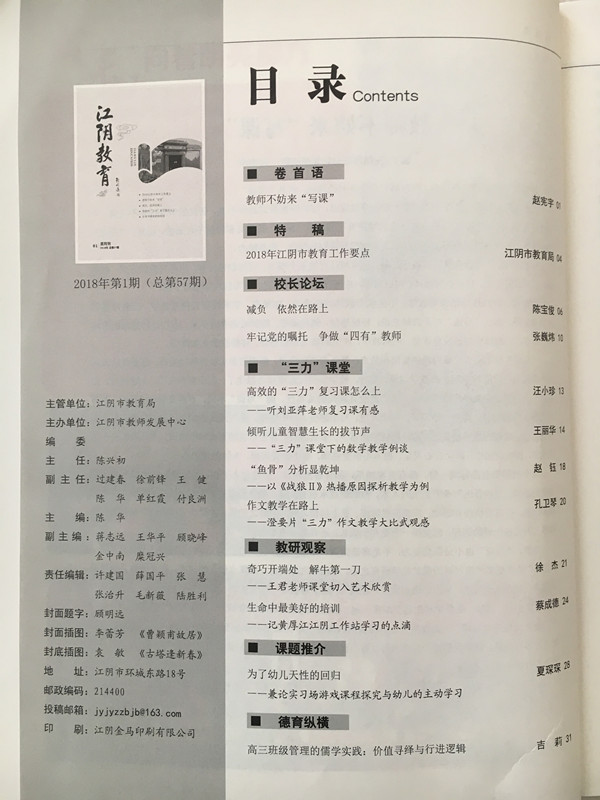 江阴教育
2018年第1期（总第57期）
主管单位：江阴市教育局
主办单位：江阴市教师发展中心
编　　委
主　　任：陈兴初
副 主 任：过建春　徐前锋　王　健
陈　华　单红霞　付良洲
主　　编：陈　华
副 主 编：蒋志远　王华平　顾晓峰
金中南　糜冠兴
责任编辑：许建国　薛国平　张　慧
张治升　毛新薇　陆胜利
封面题字：顾明远
封面插图：李蕾芳　《曹颖甫故居》
封底插图：袁　敏　《古塔逢新春》
地　　址：江阴市环城东路18号
邮政编码：214400
投稿邮箱：jyjyzzbjb@163.com
印　　刷：江阴金马印刷有限公司
目 录 Contents
■ 卷 首 语
教师不妨来“写课” 赵宪宇 01
■ 特　稿
2018年江阴市教育工作要点 江阴市教育局 04
■ 校长论坛
减负　依然在路上 陈宝俊 06
牢记党的嘱托　争做“四有”教师 张巍炜 10
■ “三力”课堂
高效的“三力”复习课怎么上 汪小珍 13
——听刘亚萍老师复习课有感
倾听儿童智慧生长的拔节声 王丽华 14
——“三力”课堂下的数学教学例谈
“鱼骨”分析显乾坤 赵　钰 18
——以《战狼Ⅱ》热播原因探析教学为例
作文教学在路上 孔卫琴 20
——澄要片“三力”作文教学大比武观感
■ 教研观察
奇巧开端处　解牛第一刀 徐　杰 21
——王君老师课堂切入艺术欣赏
生命中最美好的培训 蔡成德 24
——记黄厚江江阴工作站学习的点滴
■ 课题推介
为了幼儿天性的回归 夏琛琛 28
——兼论实习场游戏课程探究与幼儿的主动学习
■ 德育纵横
高三班级管理的儒学实践：价值寻绎与行进逻辑 吉　莉 31